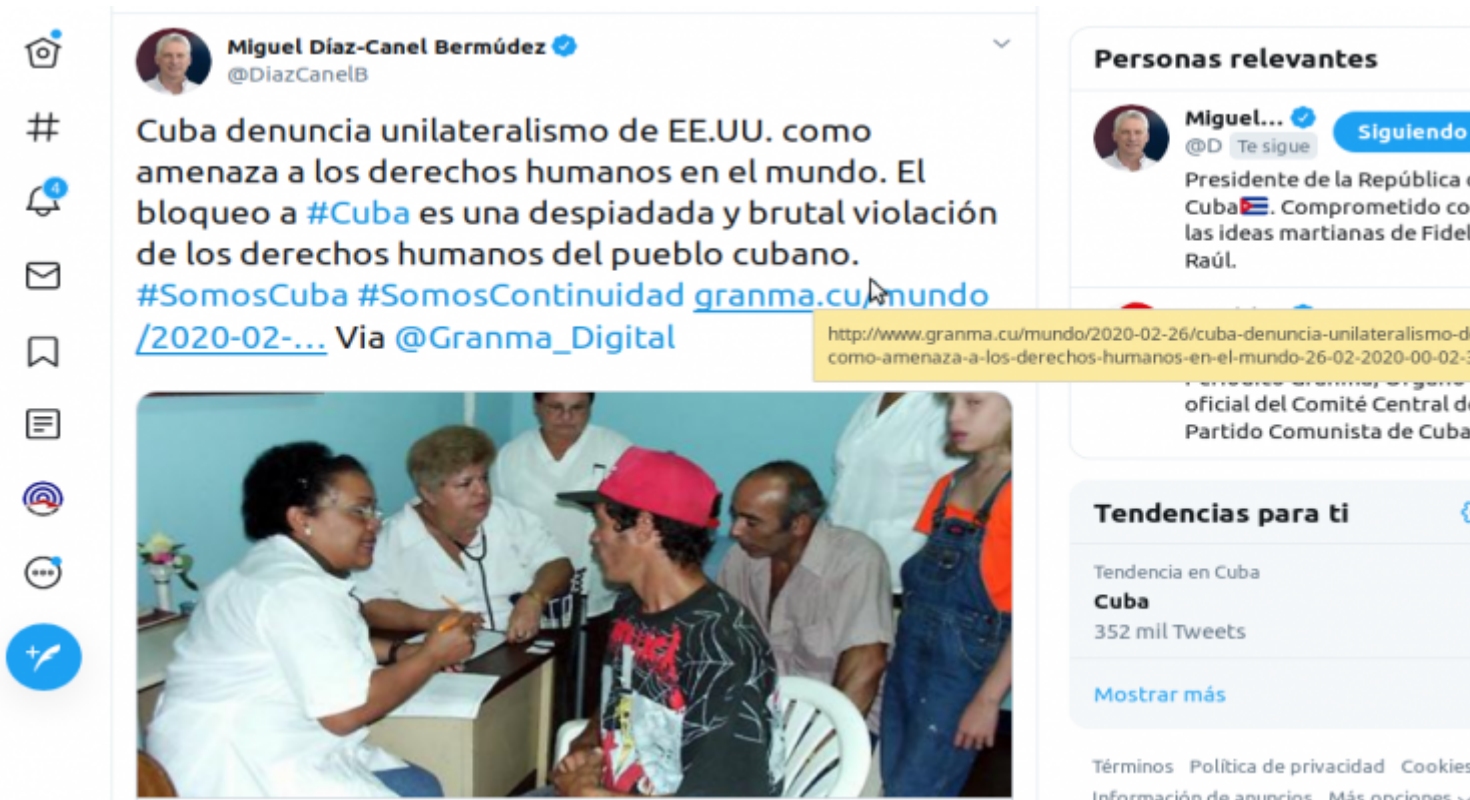 Miguel Díaz-Canel Bermúdez
@DiazCanelB
Cuba denuncia unilateralismo de EE.UU. como
amenaza a los derechos humanos en el mundo. El
bloqueo a #Cuba es una despiadada y brutal violación
de los derechos humanos del pueblo cubano.
#SomosCuba #SomosContinuidad granma.cu/mundo
/2020-02-... Via @Granma_Digital
4
Personas relevantes
Miguel...
Siguiendo
@D Te sigue
Presidente de la República
Cuba. Comprometido
las ideas martianas de Fidel
Raúl.
http://www.granma.cu/mundo/2020-02-26/cuba-denuncia-unilateralismo-
como-amenaza-a-los-derechos-humanos-en-el-mundo-26-02-2020-00-02-
oficial del Comité Central
Partido Comunista de Cuba
Tendencias para ti
Tendencia en Cuba
Cuba
352 mil Tweets
Mostrar más
Términos Política de privacidad Cookies
Información de anuncios Más opciones